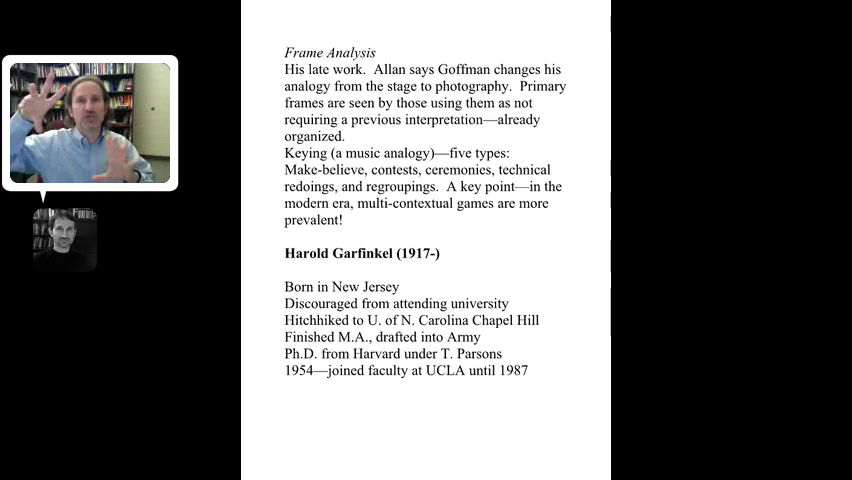 Frame Analysis
His late work.  Allan says Goffman changes his
analogy from the stage to photography.  Primary
frames are seen by those using them as not
requiring a previous interpretation—already
organized.
Keying (a music analogy)—five types:
Make-believe, contests, ceremonies, technical
redoings, and regroupings.  A key point—in the
modern era, multi-contextual games are more
prevalent!
Harold Garfinkel (1917-)
Born in New Jersey
Discouraged from attending university
Hitchhiked to U. of N. Carolina Chapel Hill
Finished M.A., drafted into Army
Ph.D. from Harvard under T. Parsons
1954—joined faculty at UCLA until 1987